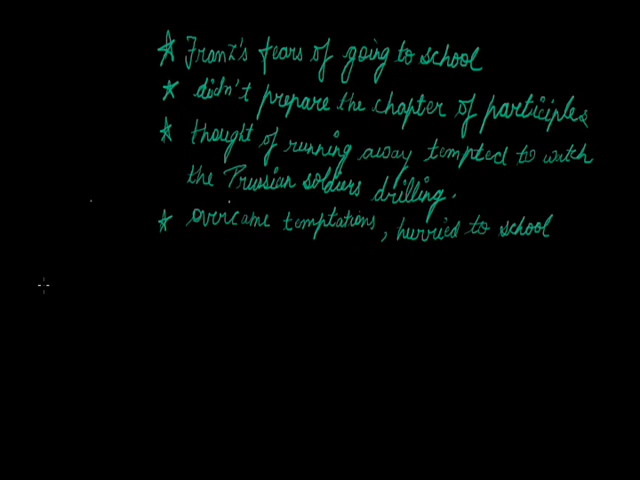 * Franz's fears of going to school
* didn't prepare the chapter of participles
* thought of running away tempted to watch
the Prussian soldiers drilling.
* overcame temptations, hurried to school